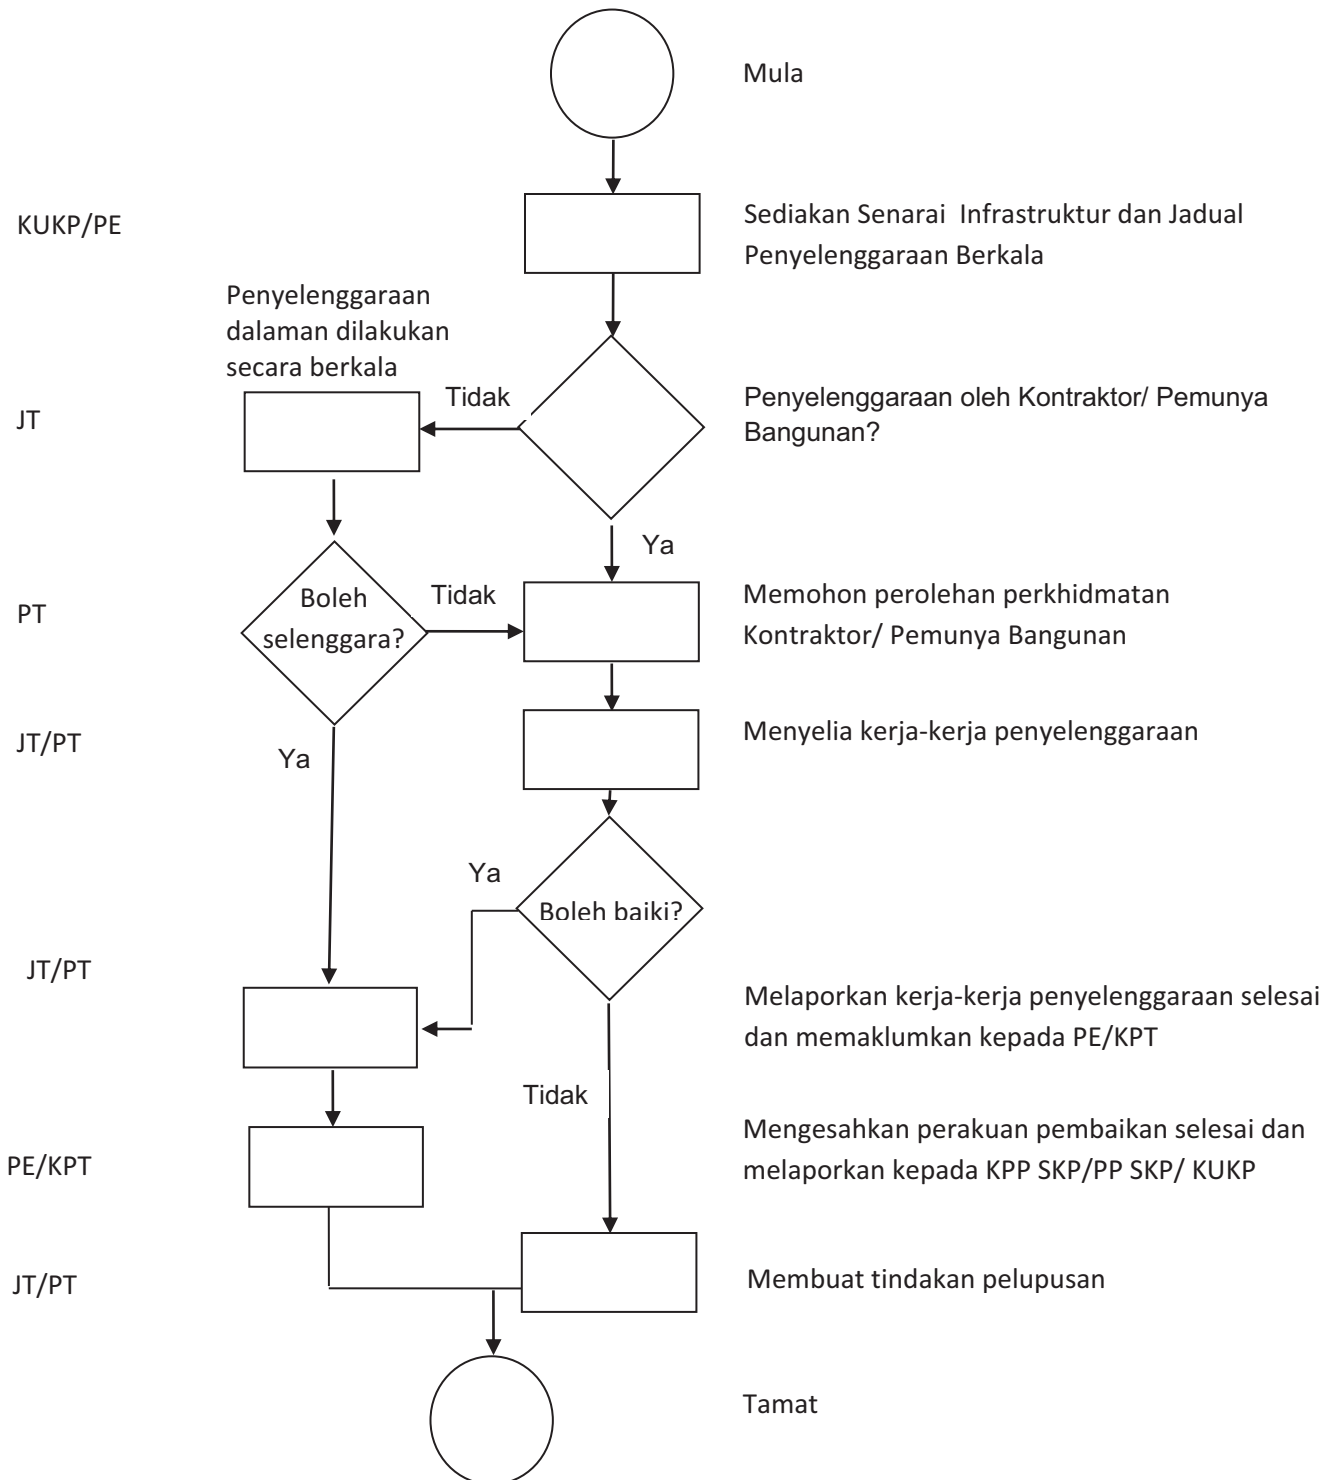 Mula
KUKP/PE
Sediakan Senarai Infrastruktur dan Jadual
Penyelenggaraan Berkala
Penyelenggaraan
dalaman dilakukan
secara berkala
Tidak
JT
Penyelenggaraan oleh Kontraktor/ Pemunya
Bangunan?
Ya
PT
Boleh
selenggara?
Tidak
Memohon perolehan perkhidmatan
Kontraktor/ Pemunya Bangunan
JT/PT
Ya
Menyelia kerja-kerja penyelenggaraan
Ya
Boleh baiki?
JT/PT
Melaporkan kerja-kerja penyelenggaraan selesai
dan memaklumkan kepada PE/KPT
Tidak
PE/KPT
Mengesahkan perakuan pembaikan selesai dan
melaporkan kepada KPP SKP/PP SKP/ KUKP
JT/PT
Membuat tindakan pelupusan
Tamat